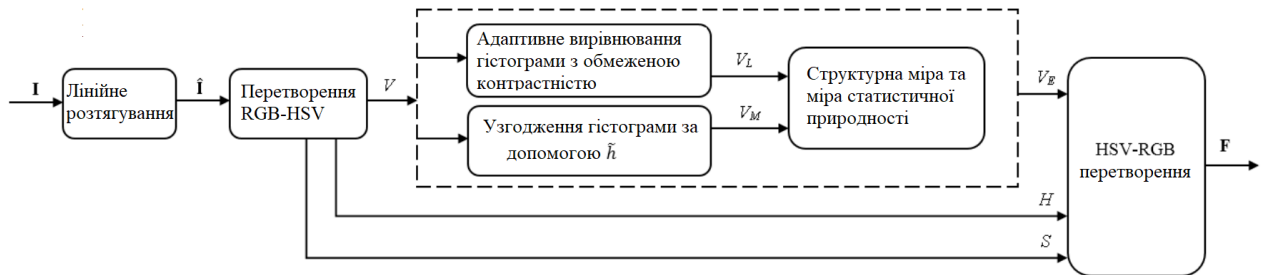 I
Лінійне
розтягування
Î
Перетворення
RGB-HSV
V
Адаптивне вирівнювання
гістограми з обмеженою
контрастністю
V_L
Узгодження гістограми за
допомогою h̃
V_M
Структурна міра та
міра статистичної
природності
V_E
HSV-RGB
перетворення
F
H
S